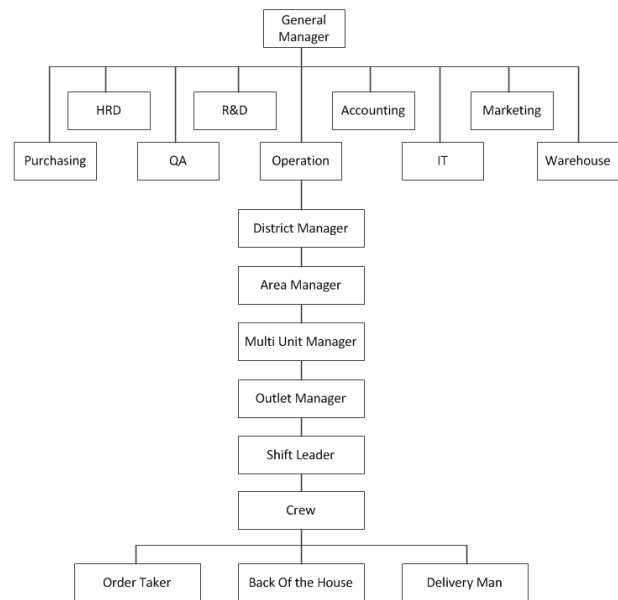 General
Manager
HRD
R&D
Accounting
Marketing
Purchasing
QA
Operation
IT
Warehouse
District Manager
Area Manager
Multi Unit Manager
Outlet Manager
Shift Leader
Crew
Order Taker
Back Of the House
Delivery Man